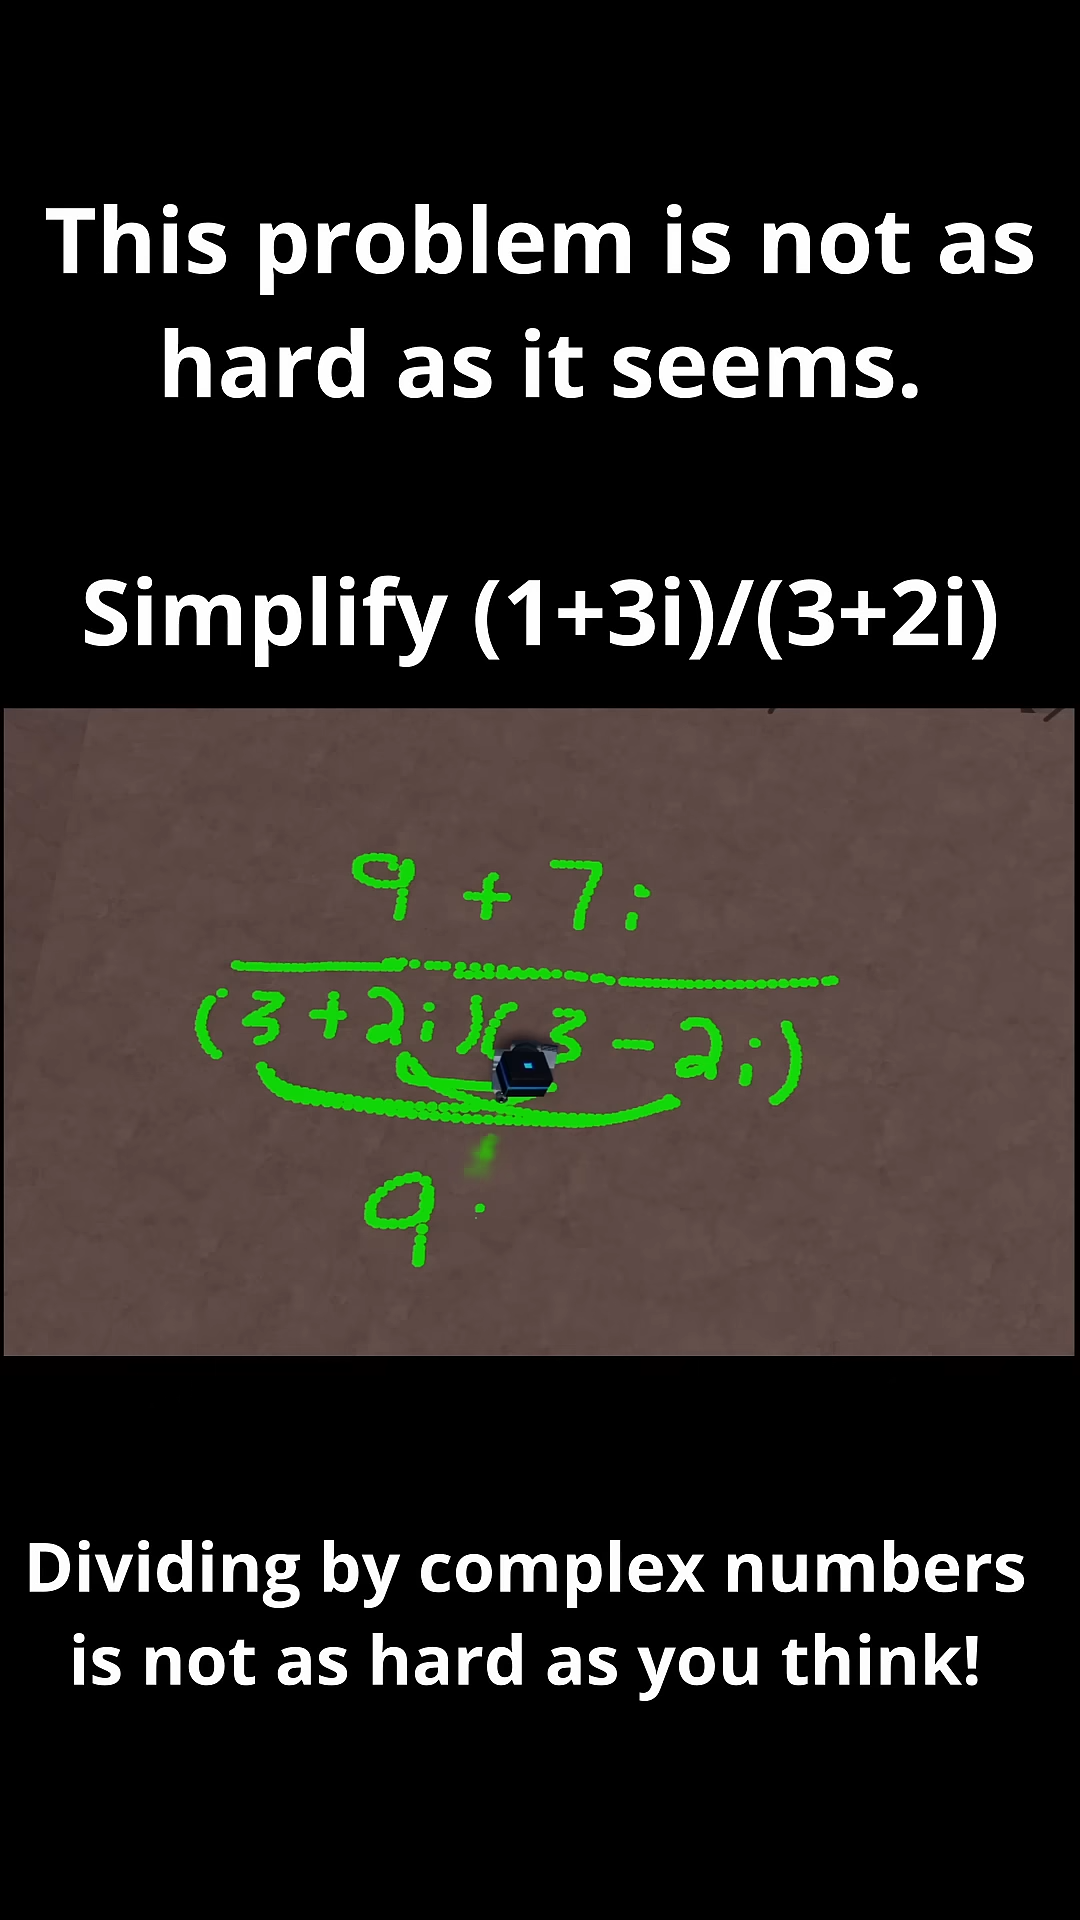 This problem is not as
hard as it seems.
Simplify (1+3i)/(3+2i)
9 + 7i
(3+2i)(3-2i)
9
Dividing by complex numbers
is not as hard as you think!